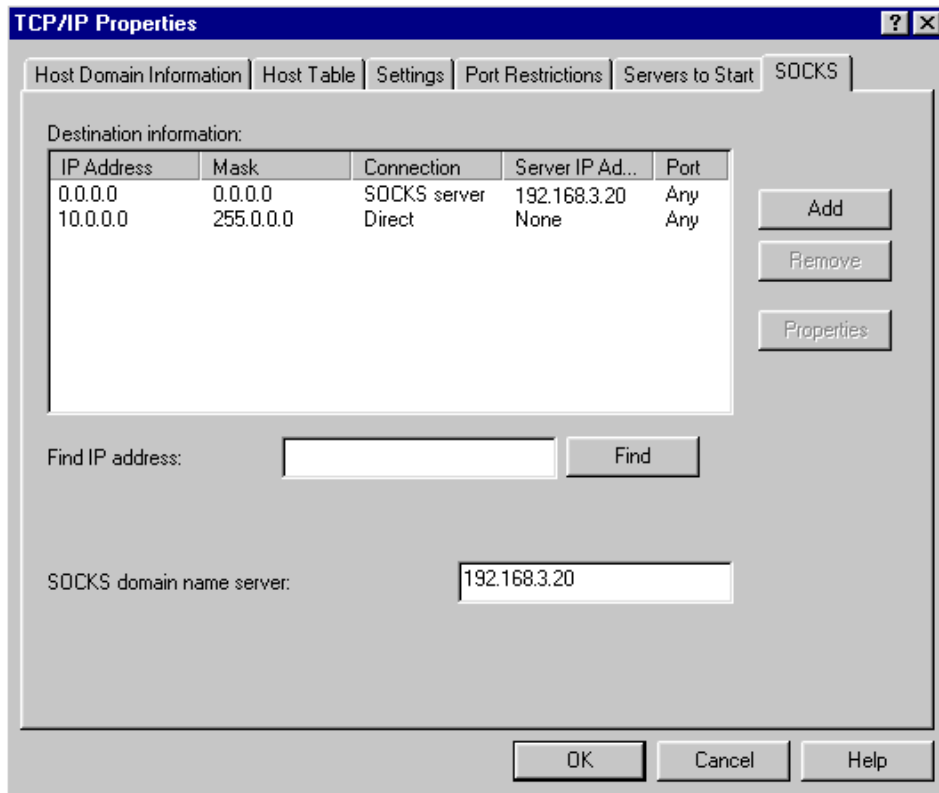 TCP/IP Properties
Host Domain Information Host Table Settings Port Restrictions Servers to Start SOCKS
Destination information:
IP Address Mask Connection Server IP Ad... Port
0.0.0.0 0.0.0.0 SOCKS server 192.168.3.20 Any
10.0.0.0 255.0.0.0 Direct None Any
Add
Remove
Properties
Find IP address: Find
SOCKS domain name server: 192.168.3.20
OK Cancel Help